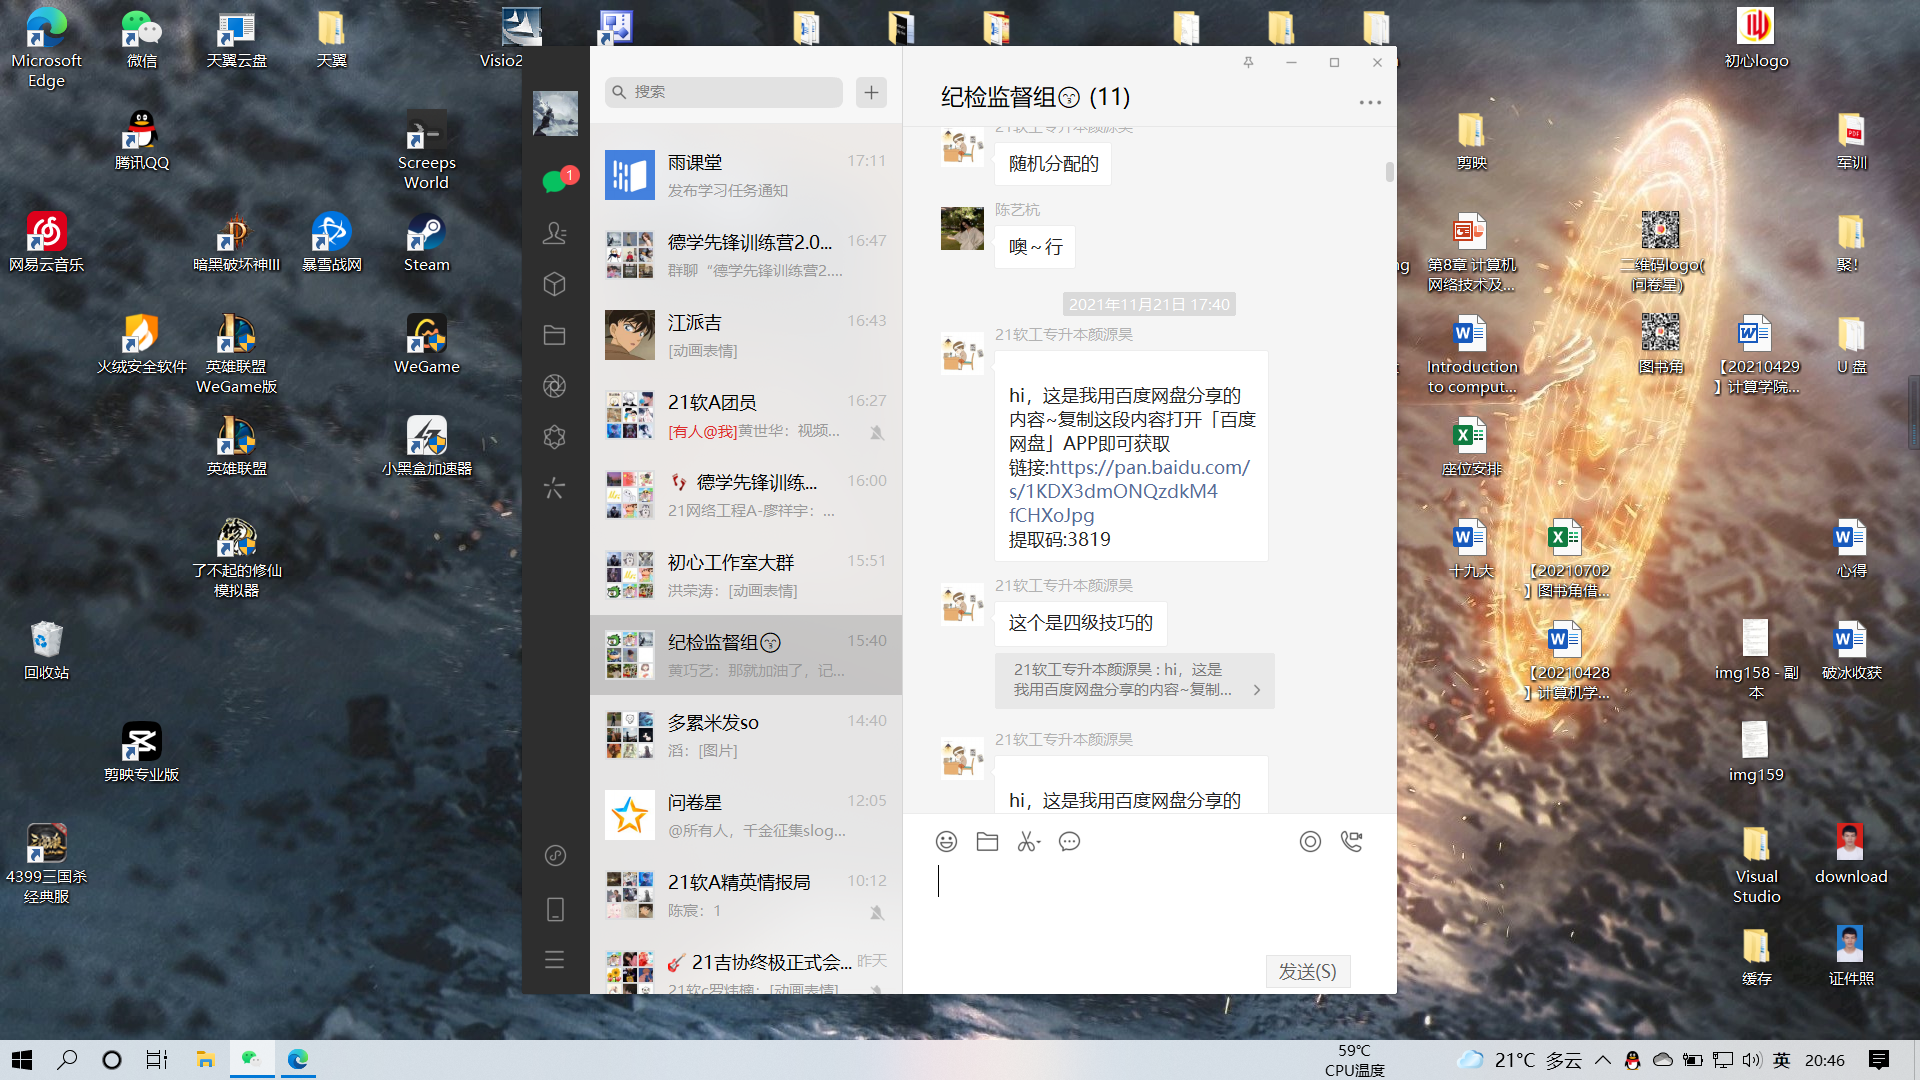 Microsoft
Edge
微信
天翼云盘
天翼
初心logo
腾讯QQ
Screeps
World
剪映
军训
网易云音乐
暗黑破坏神III
暴雪战网
Steam
第8章 计算机
网络技术及...
二维码logo(
问卷星)
聚！
火绒安全软件
英雄联盟
WeGame版
WeGame
Introduction
to comput...
图书角
【20210429
】计算学院...
U 盘
英雄联盟
小黑盒加速器
座位安排
了不起的修仙
模拟器
十九大
【20210702
】图书角借...
心得
回收站
【20210428
】计算机学...
img158 - 副
本
破冰收获
剪映专业版
img159
4399三国杀
经典服
Visual
Studio
download
缓存
证件照
1
搜索
雨课堂 17:11
发布学习任务通知
德学先锋训练营2.0... 16:47
群聊“德学先锋训练营2....
江派吉 16:43
[动画表情]
21软A团员 16:27
[有人@我]黄世华：视频...
德学先锋训练... 16:00
21网络工程A-廖祥宇：...
初心工作室大群 15:51
洪荣涛：[动画表情]
纪检监督组 15:40
黄巧艺：那就加油了，记...
多累米发so 14:40
滔：[图片]
问卷星 12:05
@所有人，千金征集slog...
21软A精英情报局 10:12
陈宸：1
21吉协终极正式会... 昨天
21软c罗炜楠：[动画表情]
纪检监督组 (11)
21软工专升本颜源昊
随机分配的
陈艺杭
噢～行
2021年11月21日 17:40
21软工专升本颜源昊
hi，这是我用百度网盘分享的
内容~复制这段内容打开「百度
网盘」APP即可获取
链接:https://pan.baidu.com/
s/1KDX3dmONQzdkM4
fCHXoJpg
提取码:3819
21软工专升本颜源昊
这个是四级技巧的
21软工专升本颜源昊 : hi，这是
我用百度网盘分享的内容~复制...
21软工专升本颜源昊
hi，这是我用百度网盘分享的
发送(S)
59℃
CPU温度
21°C 多云
英
20:46